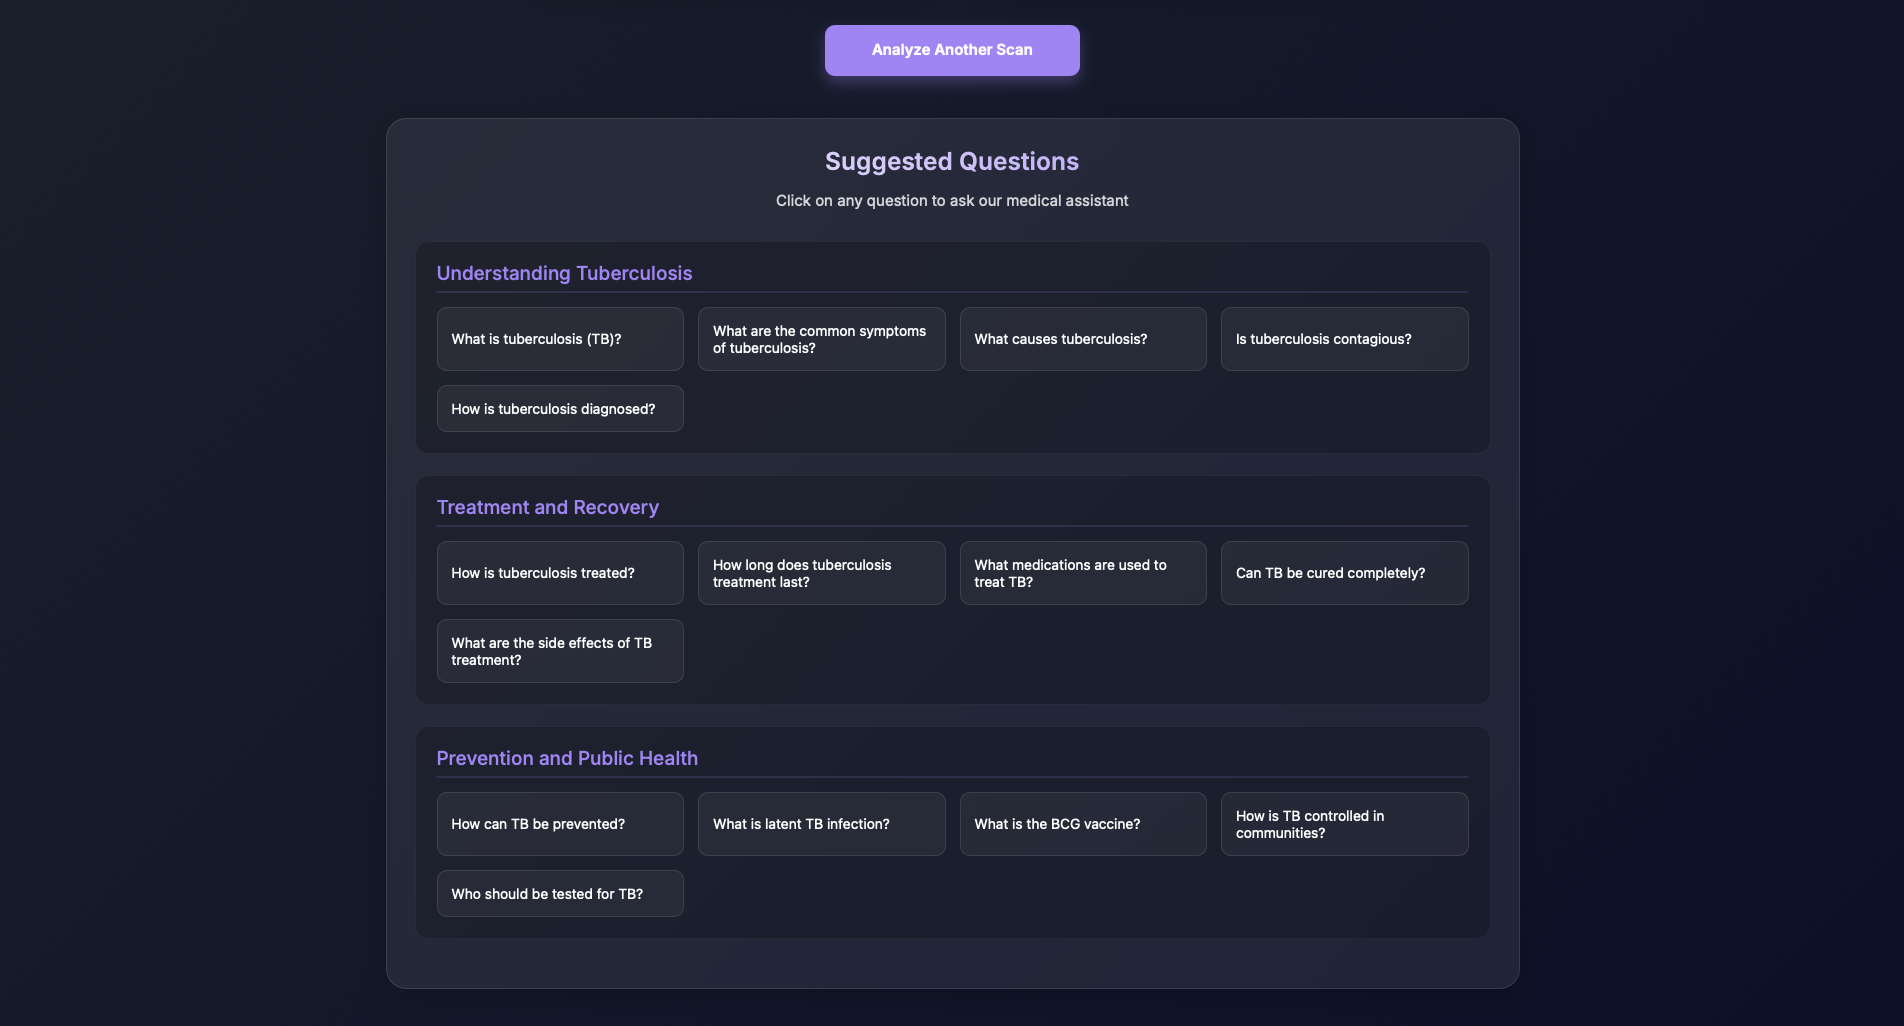 Analyze Another Scan
Suggested Questions
Click on any question to ask our medical assistant
Understanding Tuberculosis
What is tuberculosis (TB)?
What are the common symptoms
of tuberculosis?
What causes tuberculosis?
Is tuberculosis contagious?
How is tuberculosis diagnosed?
Treatment and Recovery
How is tuberculosis treated?
How long does tuberculosis
treatment last?
What medications are used to
treat TB?
Can TB be cured completely?
What are the side effects of TB
treatment?
Prevention and Public Health
How can TB be prevented?
What is latent TB infection?
What is the BCG vaccine?
How is TB controlled in
communities?
Who should be tested for TB?